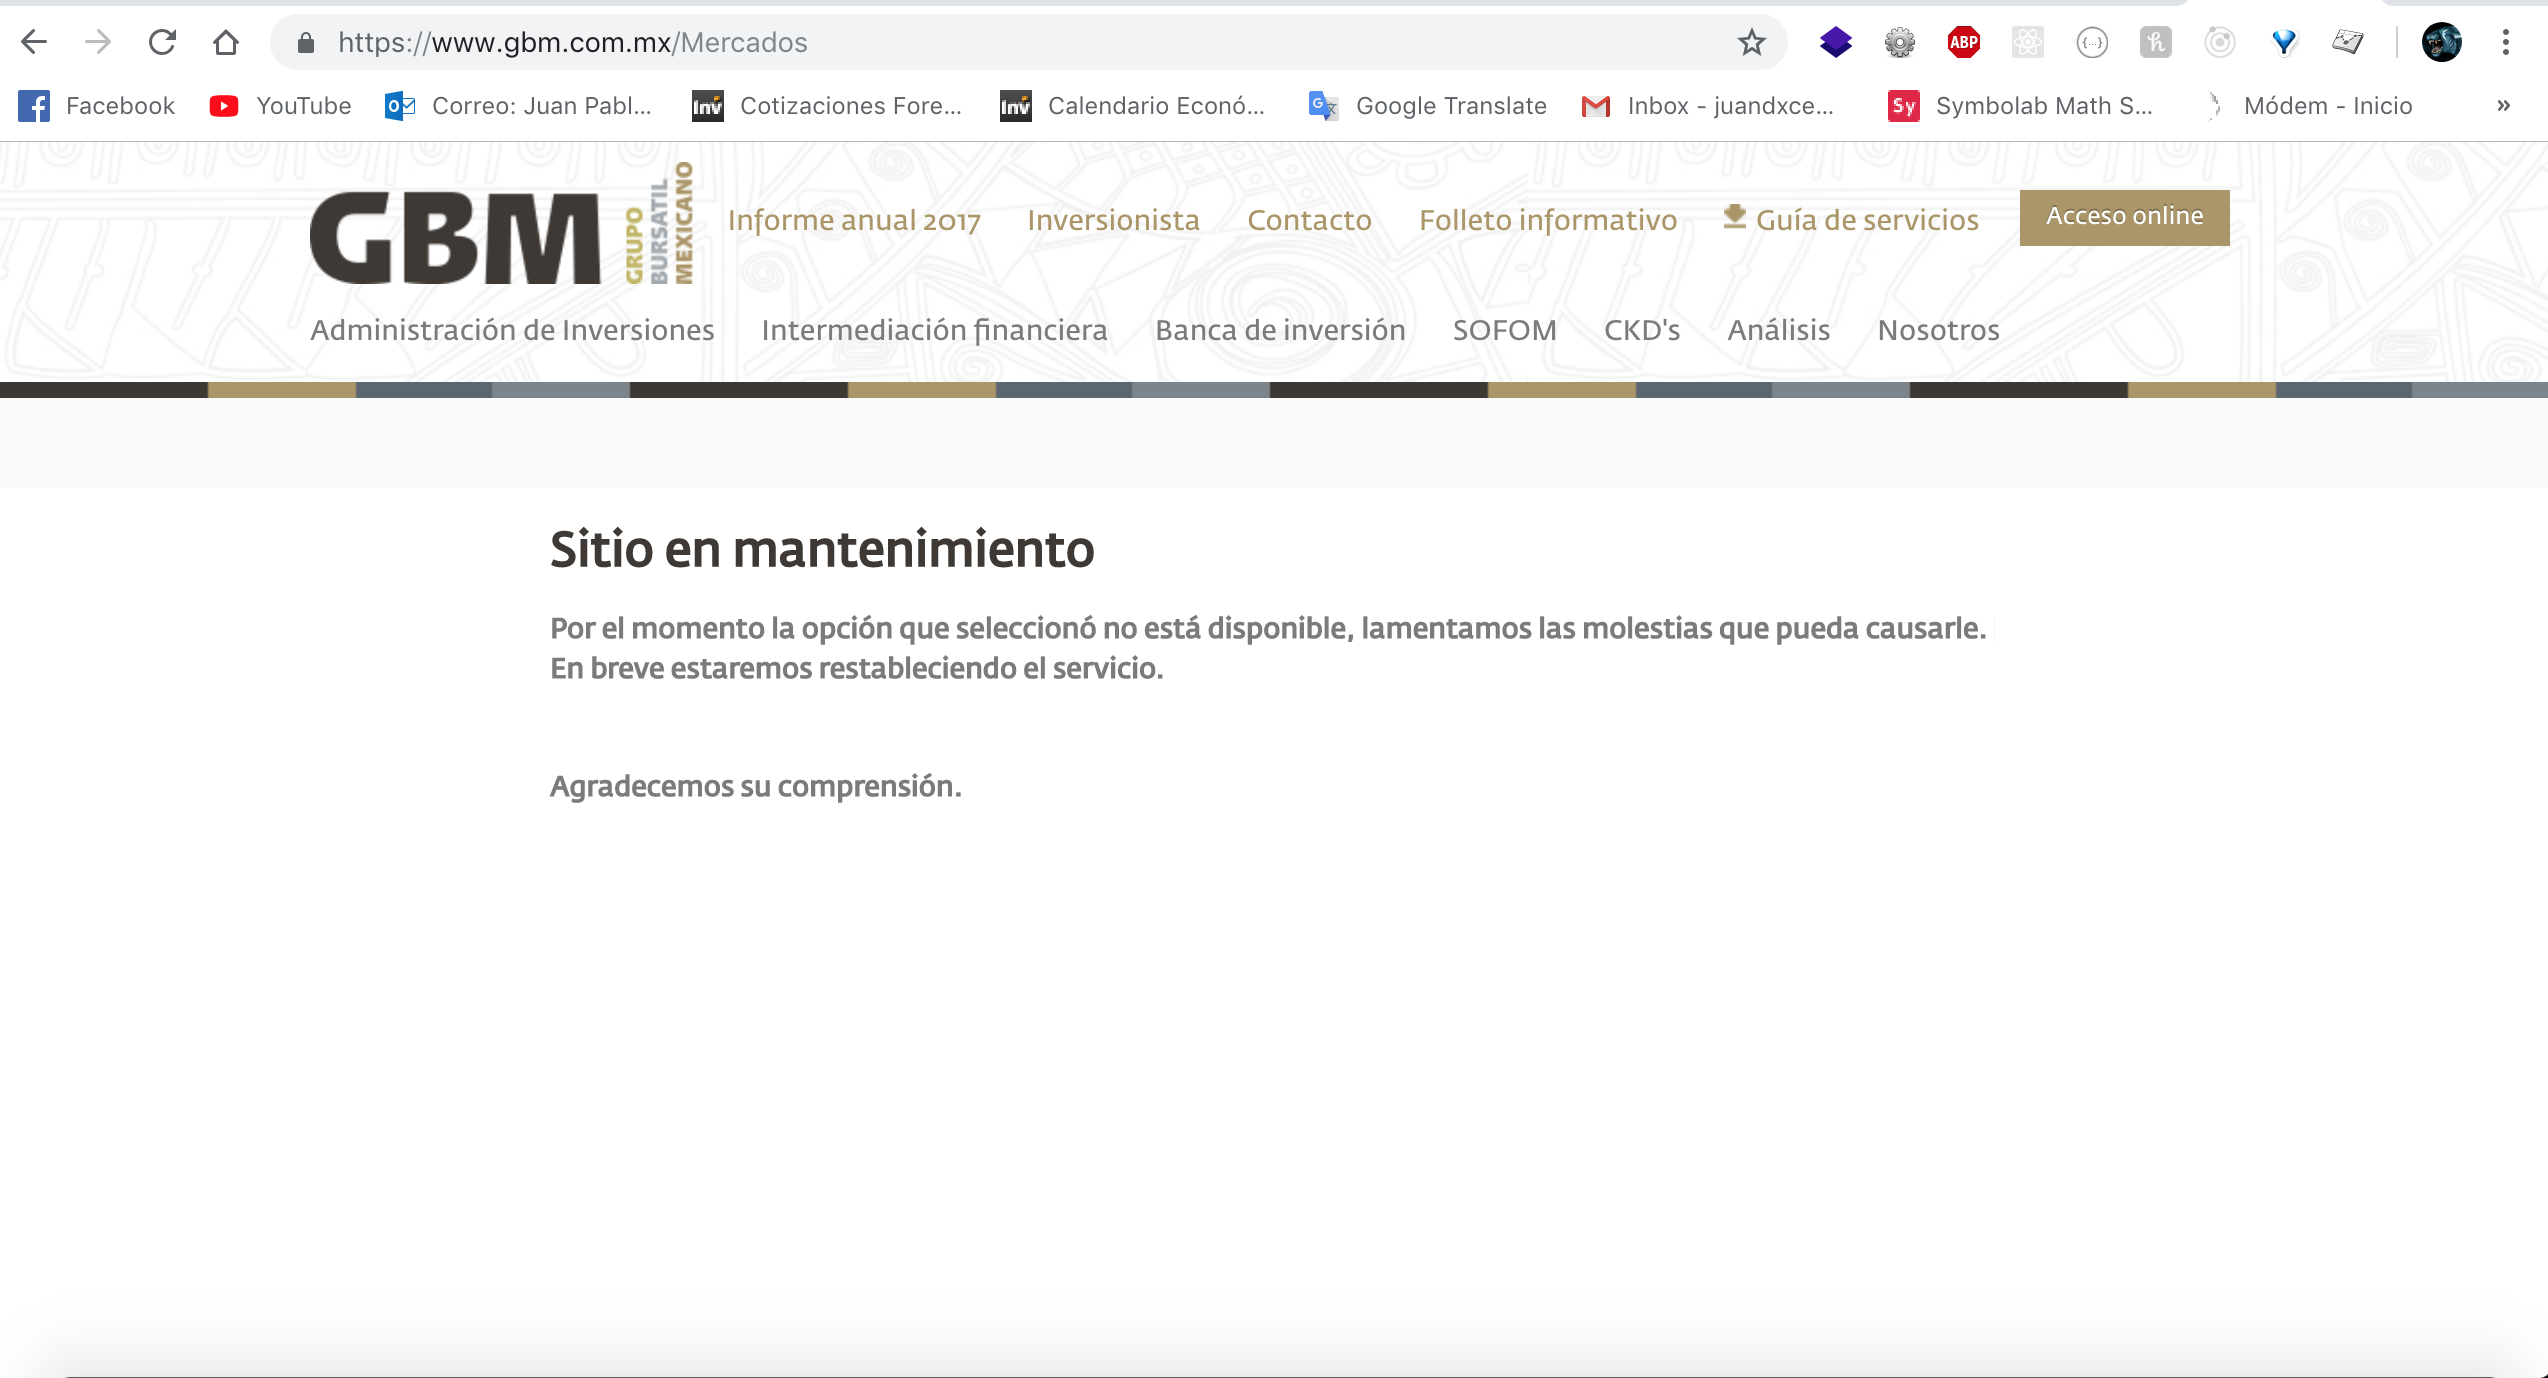 https://www.gbm.com.mx/Mercados
ABP
Facebook YouTube Correo: Juan Pabl... Cotizaciones Fore... Calendario Econó... Google Translate Inbox - juandxce... Symbolab Math S... Módem - Inicio »
GBM GRUPO BURSATIL MEXICANO
Informe anual 2017 Inversionista Contacto Folleto informativo Guía de servicios Acceso online
Administración de Inversiones Intermediación financiera Banca de inversión SOFOM CKD's Análisis Nosotros
Sitio en mantenimiento
Por el momento la opción que seleccionó no está disponible, lamentamos las molestias que pueda causarle.
En breve estaremos restableciendo el servicio.
Agradecemos su comprensión.